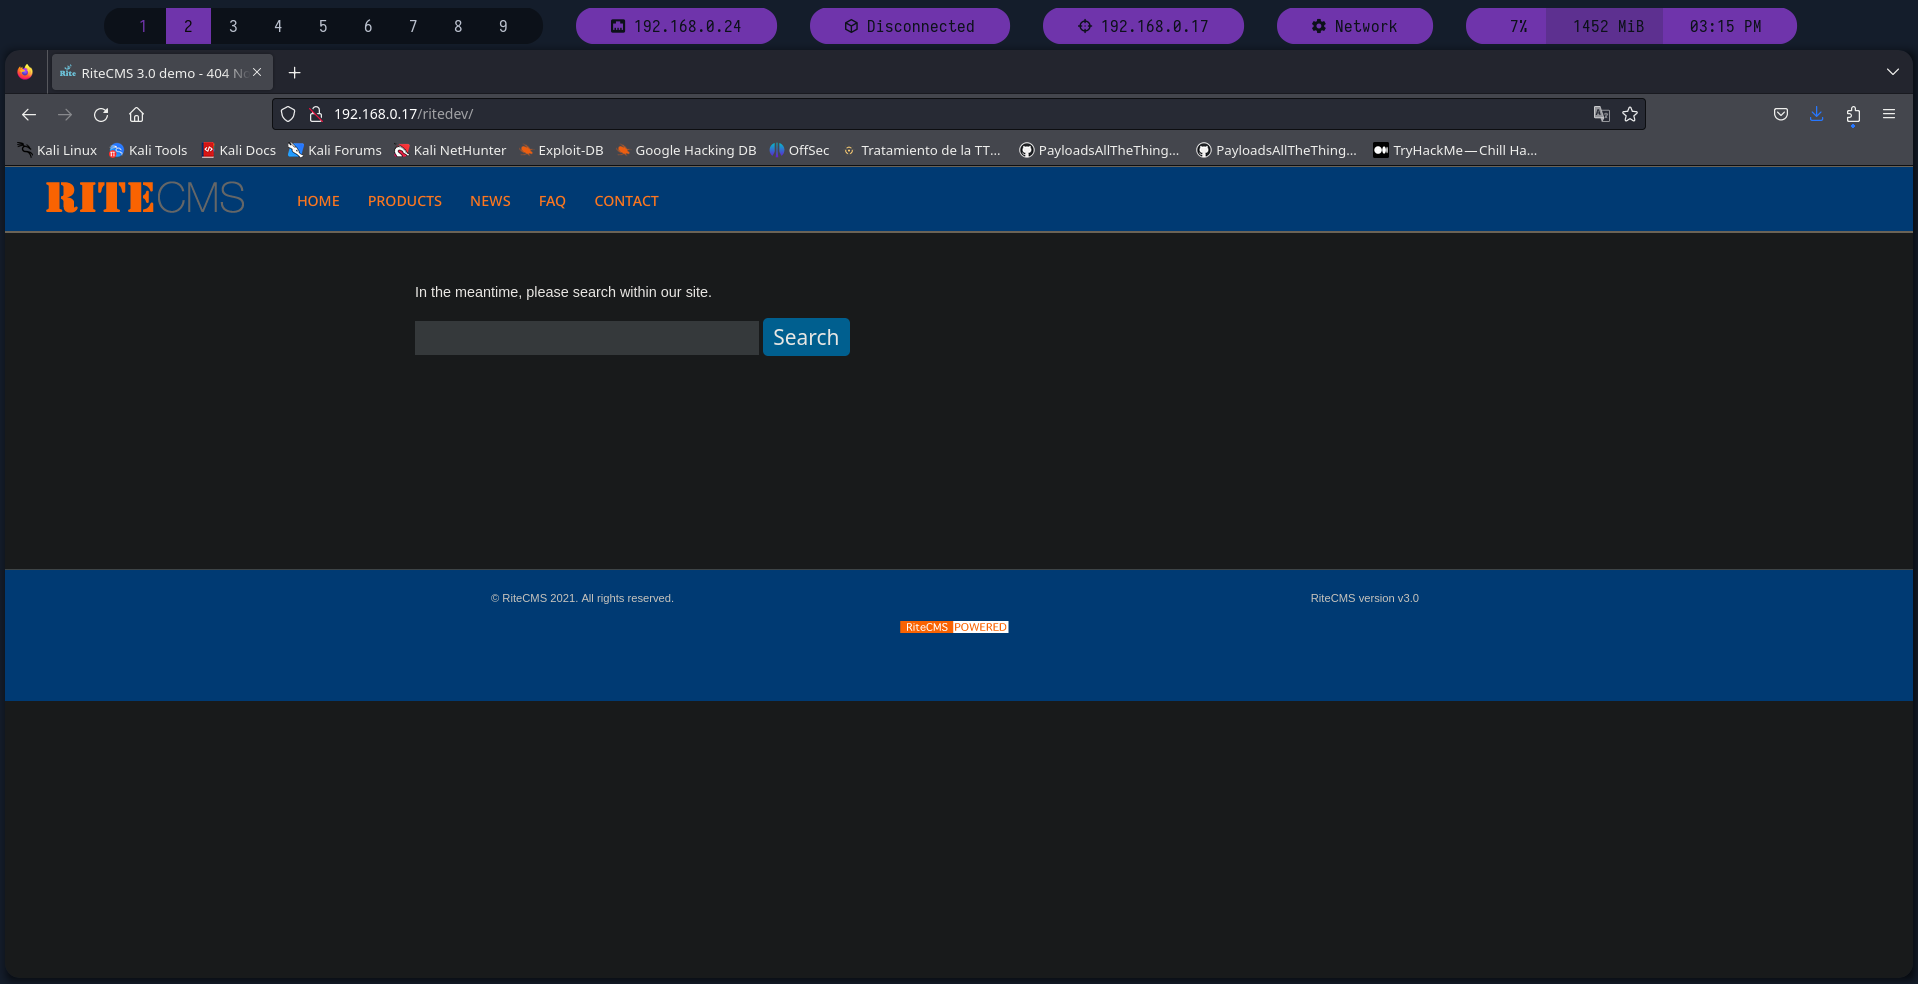 1 2 3 4 5 6 7 8 9 192.168.0.24 Disconnected 192.168.0.17 Network 7% 1452 MiB 03:15 PM
RiteCMS 3.0 demo - 404 No
192.168.0.17/ritedev/
Kali Linux Kali Tools Kali Docs Kali Forums Kali NetHunter Exploit-DB Google Hacking DB OffSec Tratamiento de la TT... PayloadsAllTheThing... PayloadsAllTheThing... TryHackMe — Chill Ha...
RITECMS HOME PRODUCTS NEWS FAQ CONTACT
In the meantime, please search within our site.
Search
© RiteCMS 2021. All rights reserved. RiteCMS version v3.0
RiteCMS POWERED